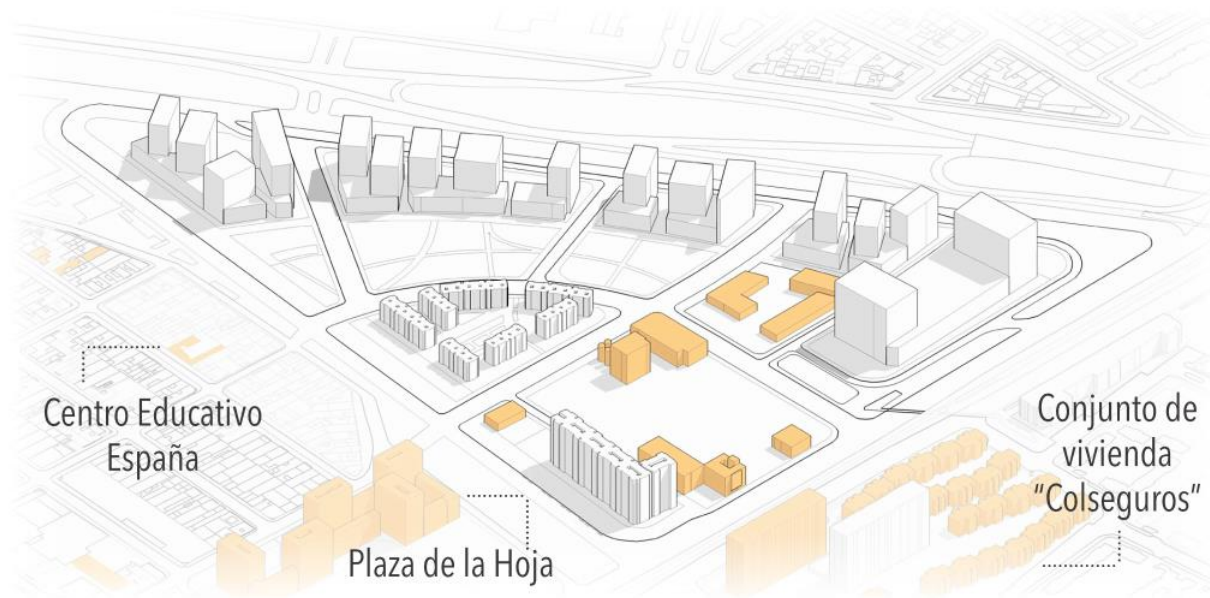 Centro Educativo
España
Plaza de la Hoja
Conjunto de
vivienda
"Colseguros"